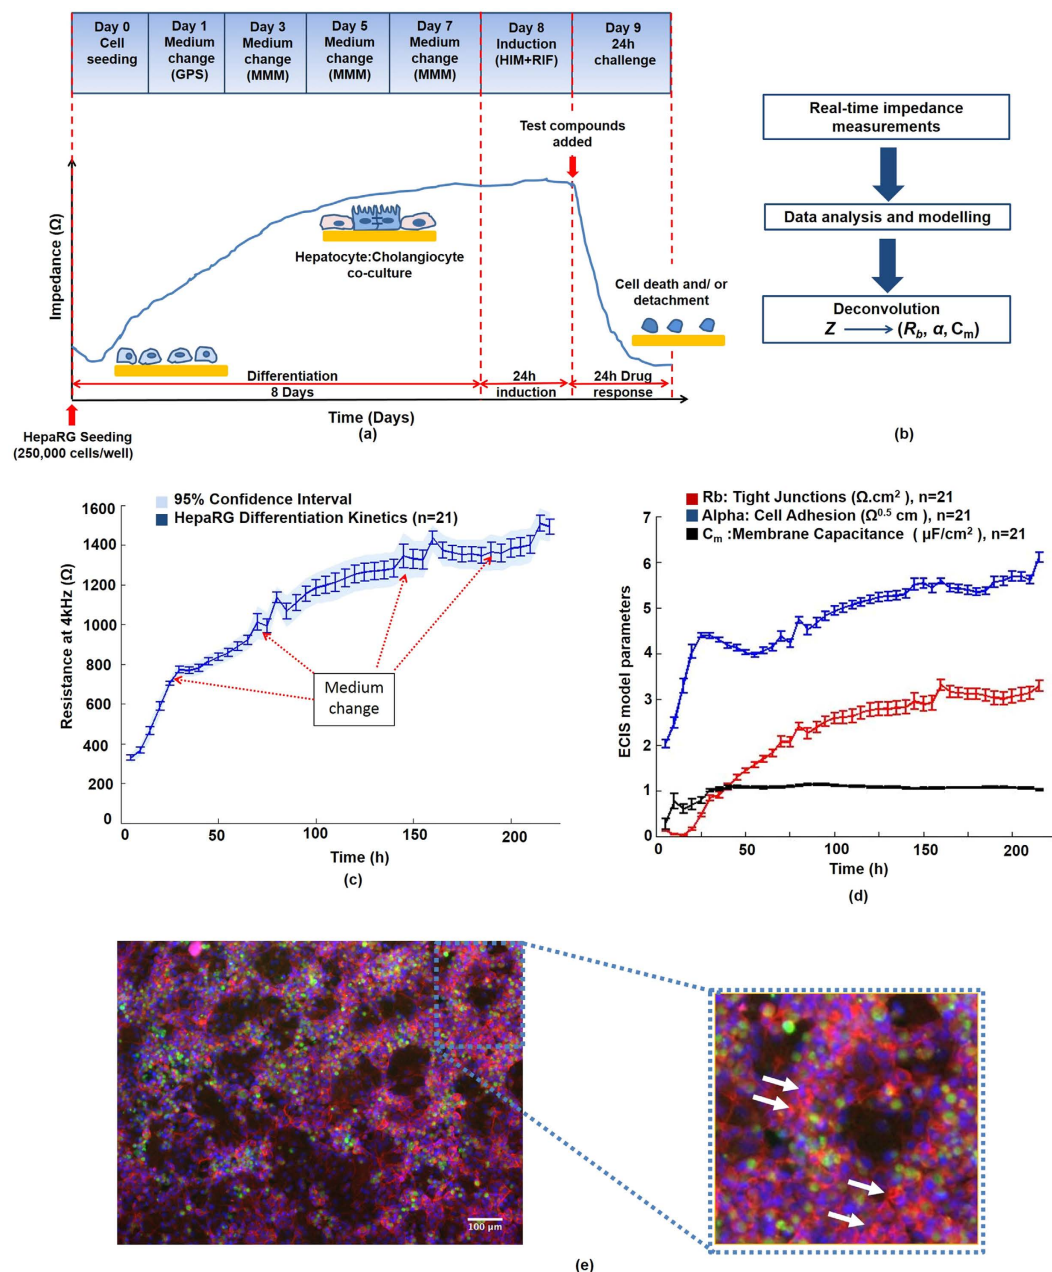 Day 0
Cell
seeding
Day 1
Medium
change
(GPS)
Day 3
Medium
change
(MMM)
Day 5
Medium
change
(MMM)
Day 7
Medium
change
(MMM)
Day 8
Induction
(HIM+RIF)
Day 9
24h
challenge
Test compounds
added
Impedance (Ω)
Hepatocyte:Cholangiocyte
co-culture
Cell death and/ or
detachment
Differentiation
8 Days
24h
induction
24h Drug
response
Time (Days)
HepaRG Seeding
(250,000 cells/well)
(a)
Real-time impedance
measurements
Data analysis and modelling
Deconvolution
Z → (Rb, α, Cm)
(b)
95% Confidence Interval
HepaRG Differentiation Kinetics (n=21)
Resistance at 4kHz (Ω)
1600
1400
1200
1000
800
600
400
200
0
Medium
change
0 50 100 150 200
Time (h)
(c)
Rb: Tight Junctions (Ω.cm²), n=21
Alpha: Cell Adhesion (Ω⁰·⁵ cm), n=21
Cm :Membrane Capacitance ( µF/cm²), n=21
ECIS model parameters
7
6
5
4
3
2
1
0
0 50 100 150 200
Time (h)
(d)
100 µm
(e)